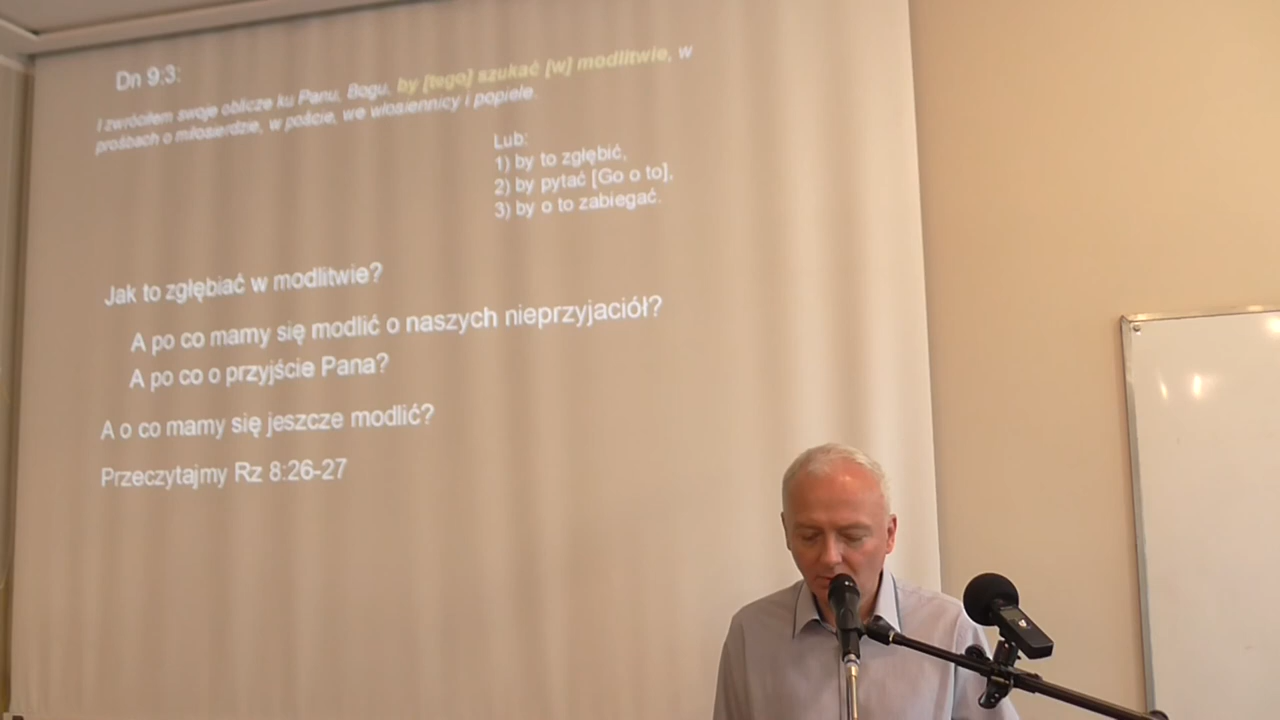 Dn 9:3:
I zwróciłem swoje oblicze ku Panu, Bogu, by [tego] szukać [w] modlitwie, w
prośbach o miłosierdzie, w poście, we włosiennicy i popiele.
Lub:
1) by to zgłębić,
2) by pytać [Go o to],
3) by o to zabiegać.
Jak to zgłębiać w modlitwie?
A po co mamy się modlić o naszych nieprzyjaciół?
A po co o przyjście Pana?
A o co mamy się jeszcze modlić?
Przeczytajmy Rz 8:26-27